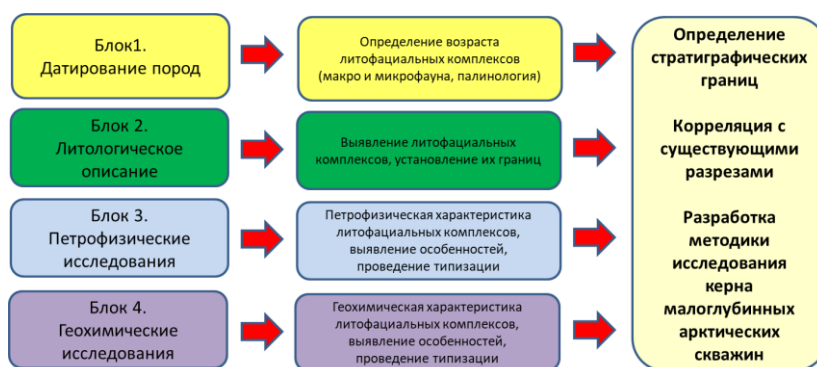 Блок1.
Датирование пород
Определение возраста
литофациальных комплексов
(макро и микрофауна, палинология)
Блок 2.
Литологическое
описание
Выявление литофациальных
комплексов, установление их границ
Блок 3.
Петрофизические
исследования
Петрофизическая характеристика
литофациальных комплексов,
выявление особенностей,
проведение типизации
Блок 4.
Геохимические
исследования
Геохимическая характеристика
литофациальных комплексов,
выявление особенностей,
проведение типизации
Определение
стратиграфических
границ
Корреляция с
существующими
разрезами
Разработка
методики
исследования
керна
малоглубинных
арктических
скважин